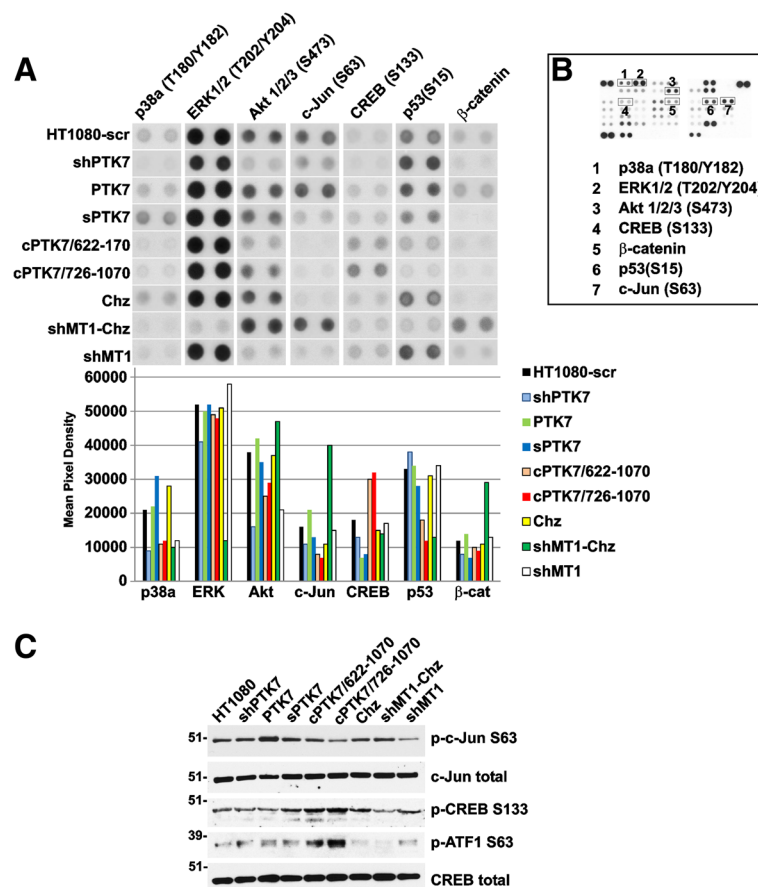 A
p38a (T180/Y182)
ERK1/2 (T202/Y204)
Akt 1/2/3 (S473)
c-Jun (S63)
CREB (S133)
p53(S15)
β-catenin
HT1080-scr
shPTK7
PTK7
sPTK7
cPTK7/622-170
cPTK7/726-1070
Chz
shMT1-Chz
shMT1
B
1 2
3
4
5
6 7
1 p38a (T180/Y182)
2 ERK1/2 (T202/Y204)
3 Akt 1/2/3 (S473)
4 CREB (S133)
5 β-catenin
6 p53(S15)
7 c-Jun (S63)
Mean Pixel Density
60000
50000
40000
30000
20000
10000
0
p38a ERK Akt c-Jun CREB p53 β-cat
HT1080-scr
shPTK7
PTK7
sPTK7
cPTK7/622-1070
cPTK7/726-1070
Chz
shMT1-Chz
shMT1
C
HT1080
shPTK7
PTK7
sPTK7
cPTK7/622-1070
cPTK7/726-1070
Chz
shMT1-Chz
shMT1
51- p-c-Jun S63
51- c-Jun total
51- p-CREB S133
39- p-ATF1 S63
51- CREB total